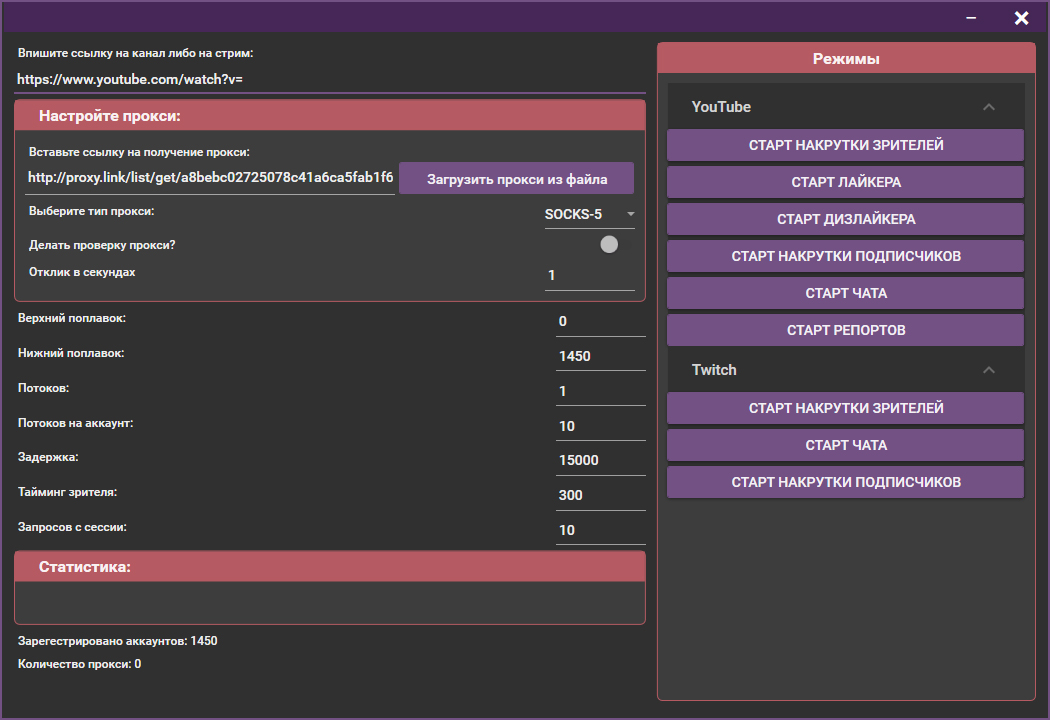 Впишите ссылку на канал либо на стрим:
https://www.youtube.com/watch?v=
Настройте прокси:
Вставьте ссылку на получение прокси:
http://proxy.link/list/get/a8bebc02725078c41a6ca5fab1f6
Загрузить прокси из файла
Выберите тип прокси:
SOCKS-5
Делать проверку прокси?
Отклик в секундах
1
Верхний поплавок:
0
Нижний поплавок:
1450
Потоков:
1
Потоков на аккаунт:
10
Задержка:
15000
Тайминг зрителя:
300
Запросов с сессии:
10
Статистика:
Зарегестрировано аккаунтов: 1450
Количество прокси: 0
Режимы
YouTube
СТАРТ НАКРУТКИ ЗРИТЕЛЕЙ
СТАРТ ЛАЙКЕРА
СТАРТ ДИЗЛАЙКЕРА
СТАРТ НАКРУТКИ ПОДПИСЧИКОВ
СТАРТ ЧАТА
СТАРТ РЕПОРТОВ
Twitch
СТАРТ НАКРУТКИ ЗРИТЕЛЕЙ
СТАРТ ЧАТА
СТАРТ НАКРУТКИ ПОДПИСЧИКОВ